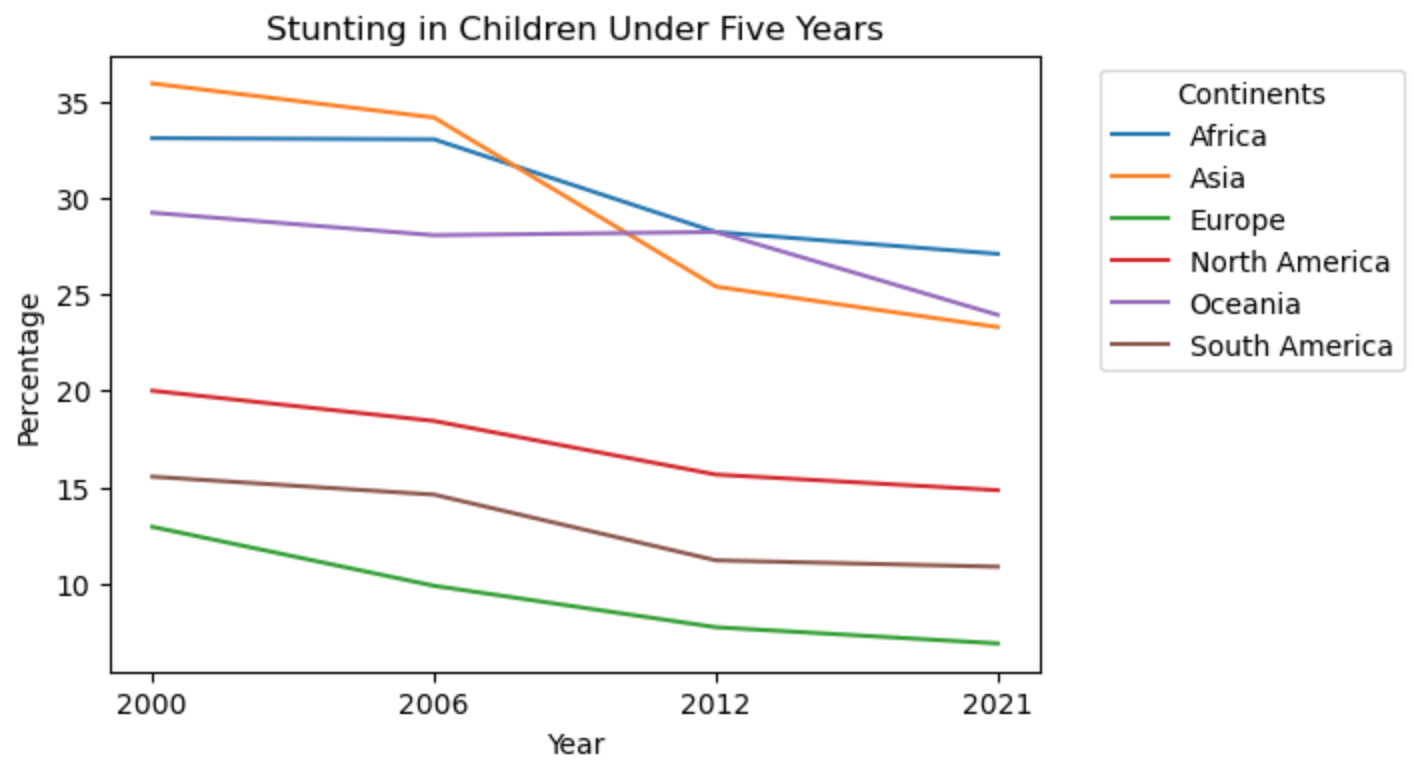 Stunting in Children Under Five Years
Percentage
35
30
25
20
15
10
2000 2006 2012 2021
Year
Continents
Africa
Asia
Europe
North America
Oceania
South America